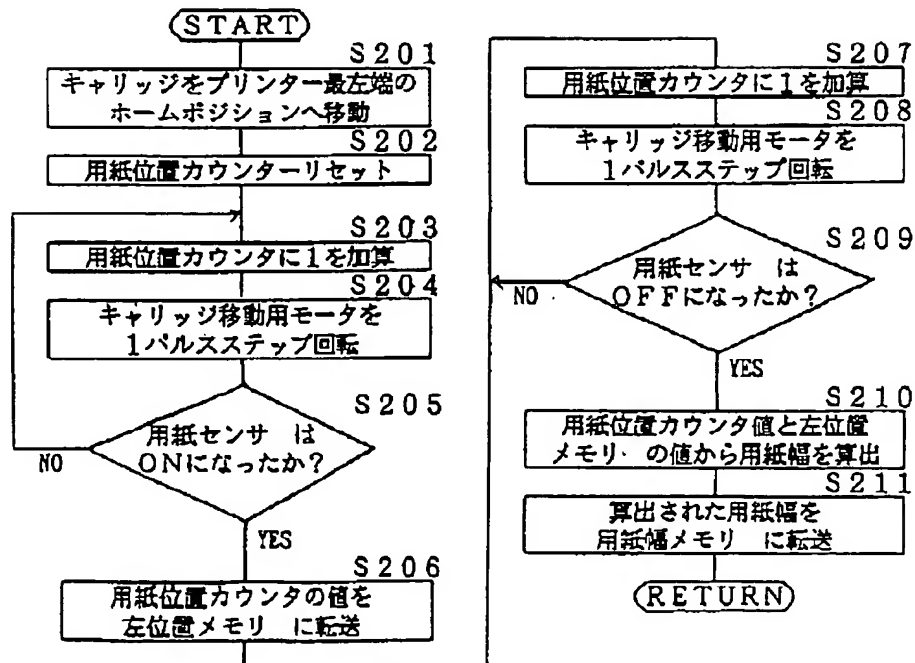 START
S201
キャリッジをプリンター最左端の
ホームポジションへ移動
S202
用紙位置カウンターリセット
S203
用紙位置カウンタに1を加算
S204
キャリッジ移動用モータを
1パルスステップ回転
S205
用紙センサ は
ONになったか?
NO
YES
S206
用紙位置カウンタの値を
左位置メモリ に転送
S207
用紙位置カウンタに1を加算
S208
キャリッジ移動用モータを
1パルスステップ回転
S209
用紙センサ は
OFFになったか?
NO
YES
S210
用紙位置カウンタ値と左位置
メモリ の値から用紙幅を算出
S211
算出された用紙幅を
用紙幅メモリ に転送
RETURN